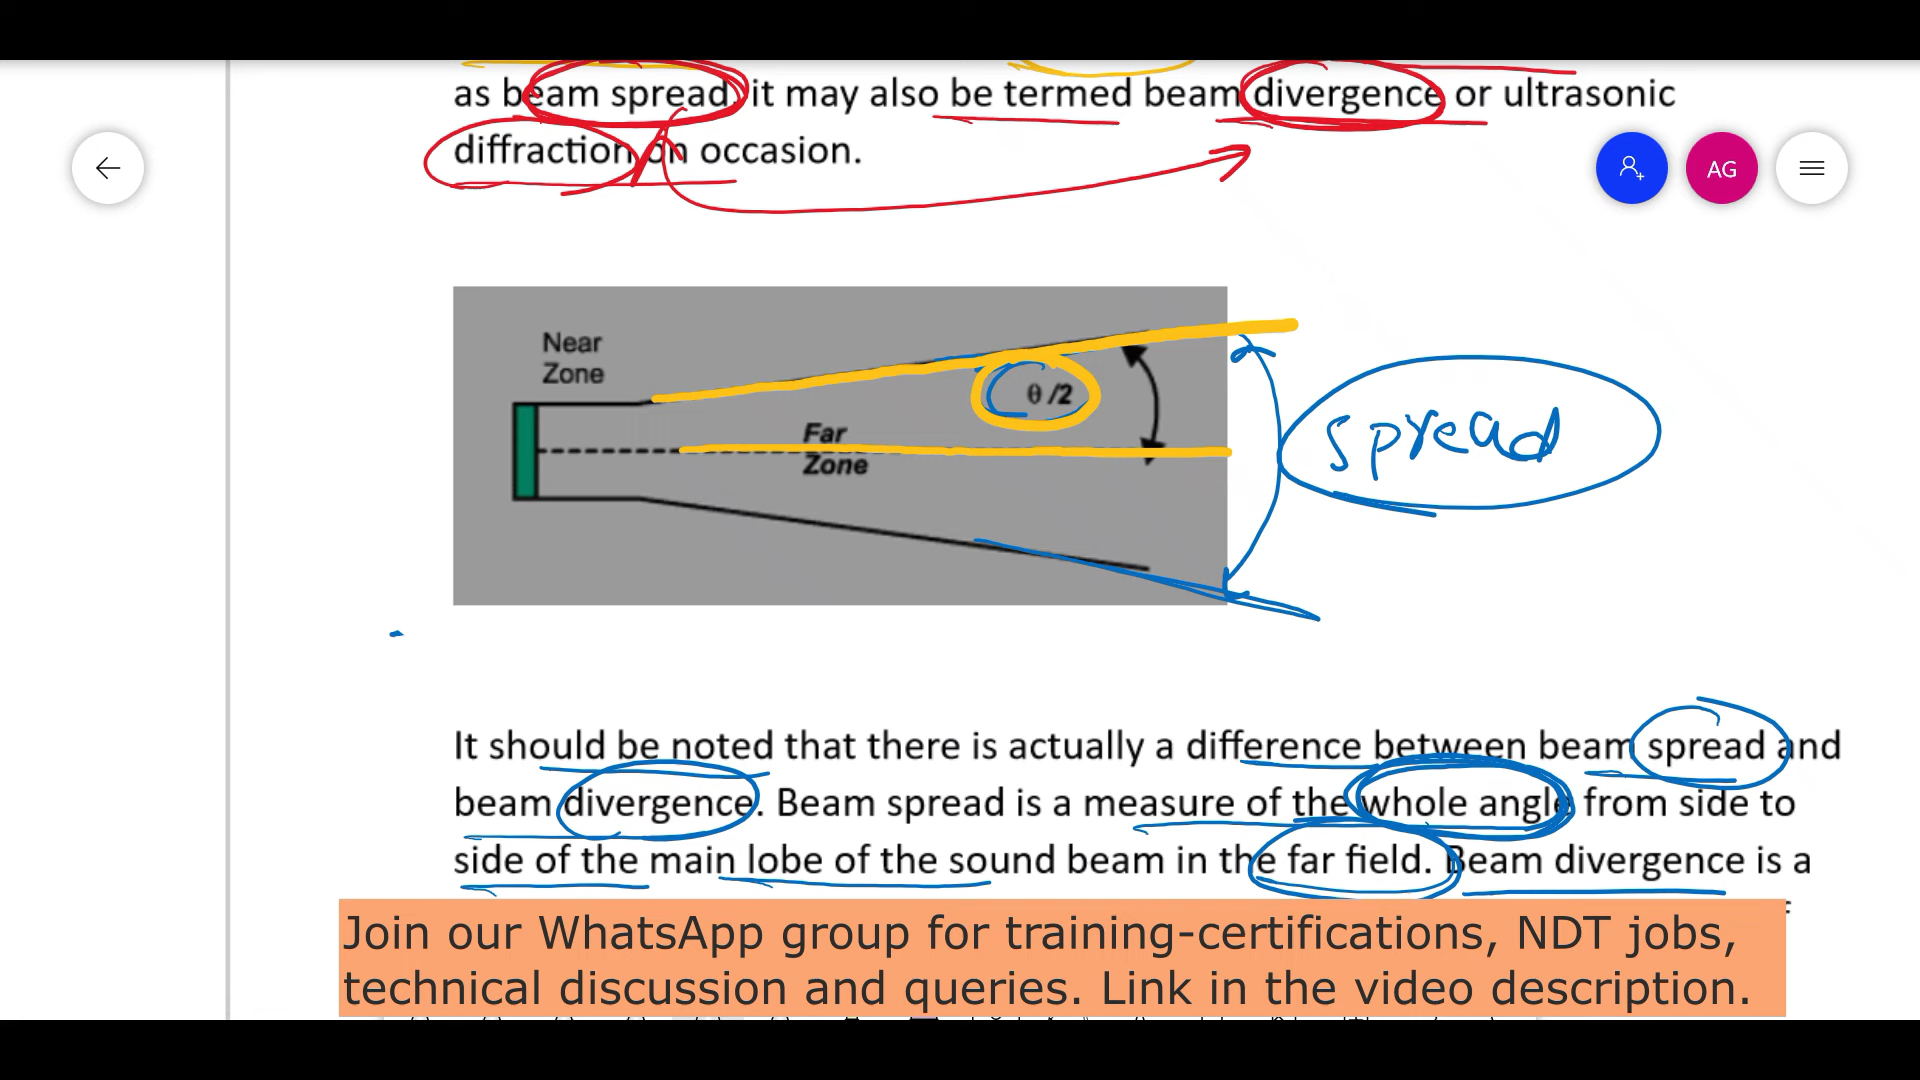 as beam spread, it may also be termed beam divergence or ultrasonic
diffraction on occasion.
AG
Near
Zone
θ /2
Far
Zone
spread
It should be noted that there is actually a difference between beam spread and
beam divergence. Beam spread is a measure of the whole angle from side to
side of the main lobe of the sound beam in the far field. Beam divergence is a
Join our WhatsApp group for training-certifications, NDT jobs,
technical discussion and queries. Link in the video description.